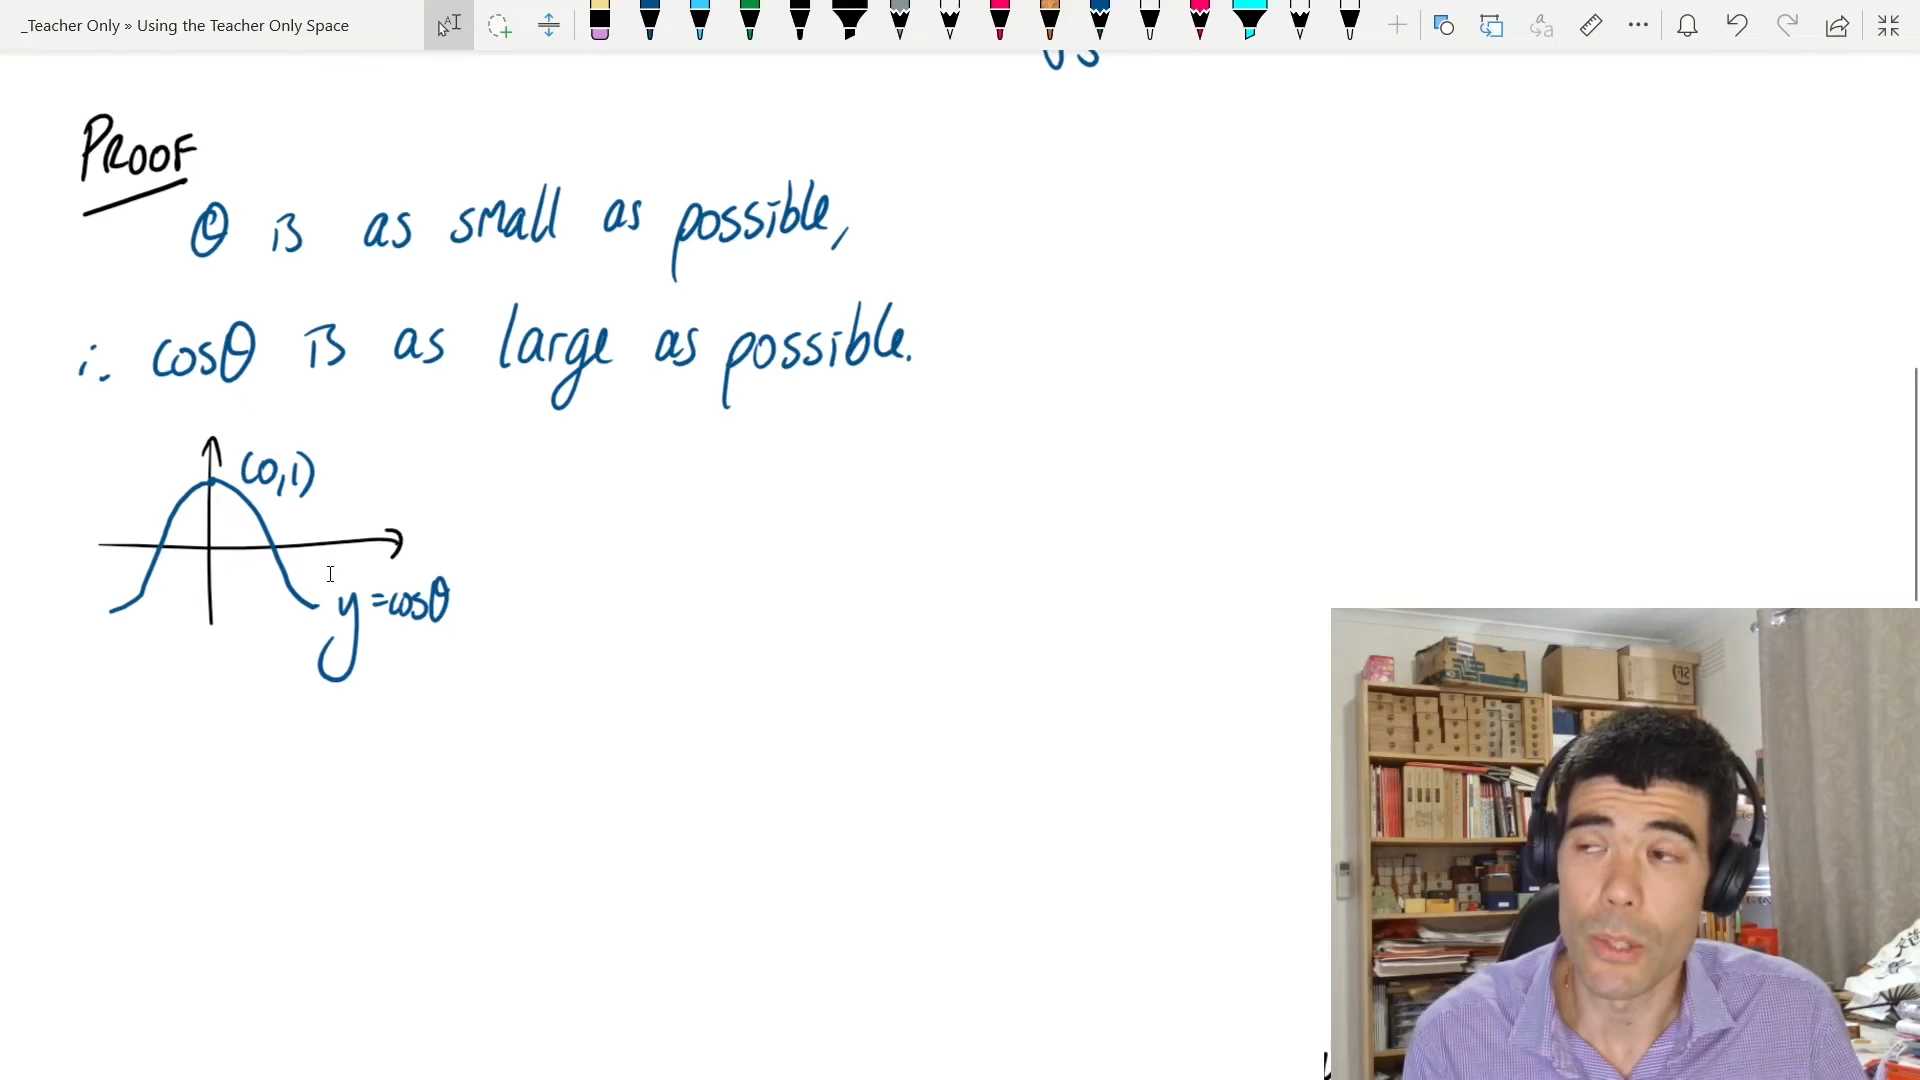 _Teacher Only » Using the Teacher Only Space
PROOF
θ is as small as possible,
∴ cosθ is as large as possible.
(0,1)
y=cosθ